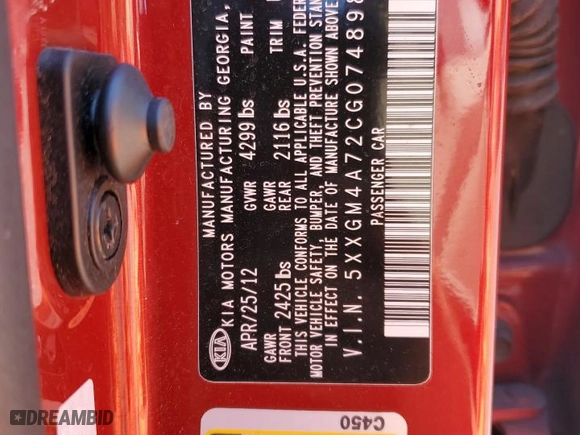 MANUFACTURED BY
KIA KIA MOTORS MANUFACTURING GEORGIA,
APR/25/12 GVWR 4299 lbs TRIM
GAWR FRONT 2425 lbs GAWR REAR 2116 lbs
THIS VEHICLE CONFORMS TO ALL APPLICABLE U.S.A. FEDER
MOTOR VEHICLE SAFETY, BUMPER, AND THEFT PREVENTION STAN
IN EFFECT ON THE DATE OF MANUFACTURE SHOWN ABOVE
V.I.N. 5XXGM4A72CG07489
PASSENGER CAR
C450
DREAMBID